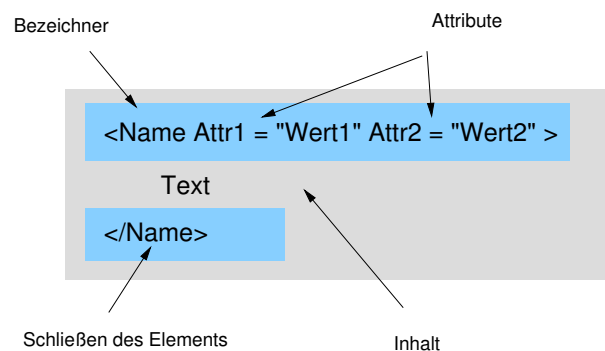 Bezeichner
Attribute
<Name Attr1 = "Wert1" Attr2 = "Wert2" >
Text
</Name>
Schließen des Elements
Inhalt